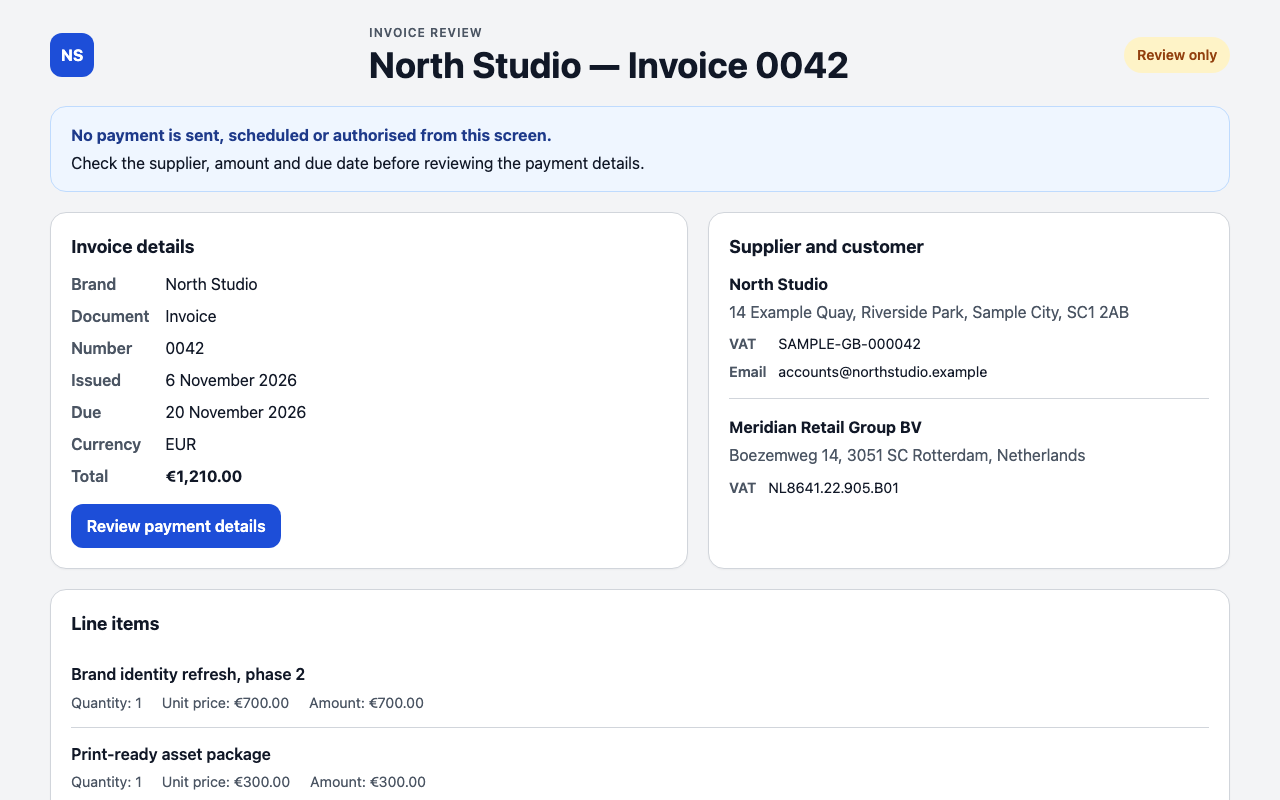 NS
INVOICE REVIEW
North Studio — Invoice 0042
Review only
No payment is sent, scheduled or authorised from this screen.
Check the supplier, amount and due date before reviewing the payment details.
Invoice details
Brand North Studio
Document Invoice
Number 0042
Issued 6 November 2026
Due 20 November 2026
Currency EUR
Total €1,210.00
Review payment details
Supplier and customer
North Studio
14 Example Quay, Riverside Park, Sample City, SC1 2AB
VAT SAMPLE-GB-000042
Email accounts@northstudio.example
Meridian Retail Group BV
Boezemweg 14, 3051 SC Rotterdam, Netherlands
VAT NL8641.22.905.B01
Line items
Brand identity refresh, phase 2
Quantity: 1 Unit price: €700.00 Amount: €700.00
Print-ready asset package
Quantity: 1 Unit price: €300.00 Amount: €300.00